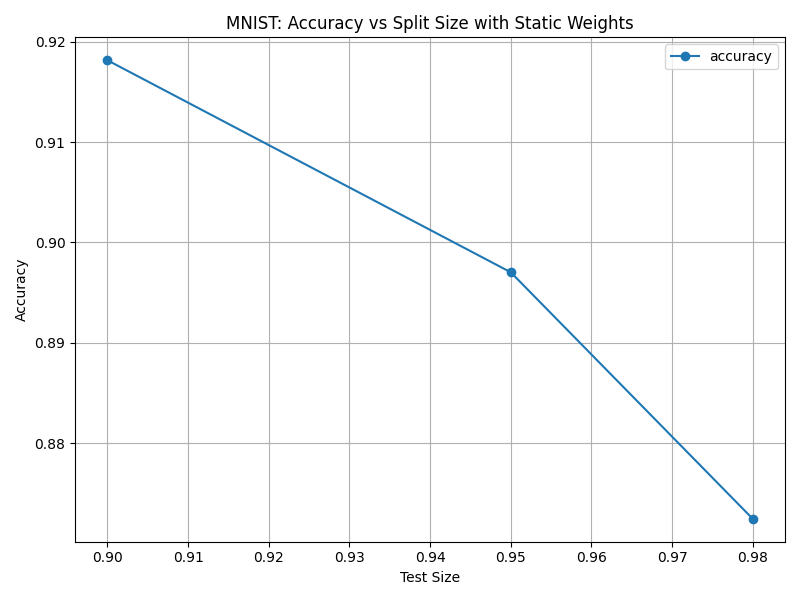 MNIST: Accuracy vs Split Size with Static Weights
accuracy
0.92
0.91
0.90
0.89
0.88
Accuracy
0.90 0.91 0.92 0.93 0.94 0.95 0.96 0.97 0.98
Test Size